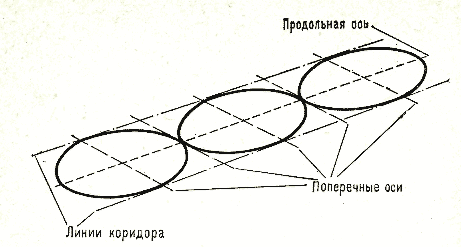 Продольная ось
Поперечные оси
Линии коридора